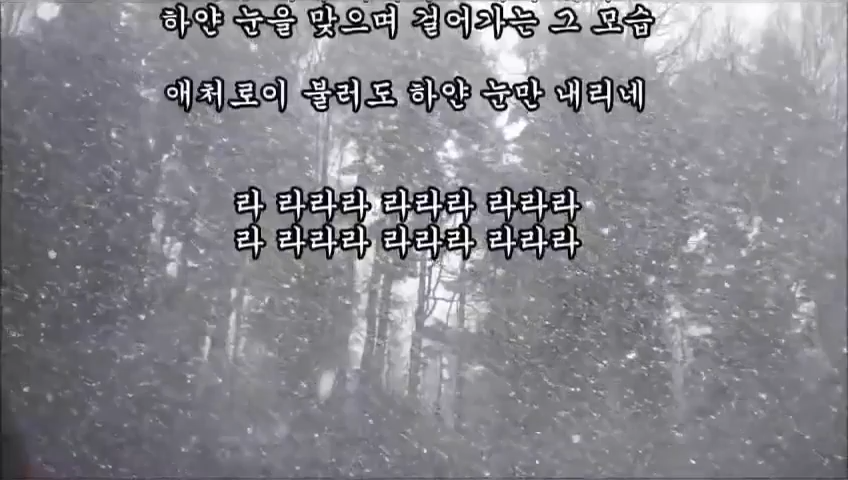 하얀 눈을 맞으며 걸어가는 그 모습
애처로이 불러도 하얀 눈만 내리네
라 라라라 라라라 라라라
라 라라라 라라라 라라라